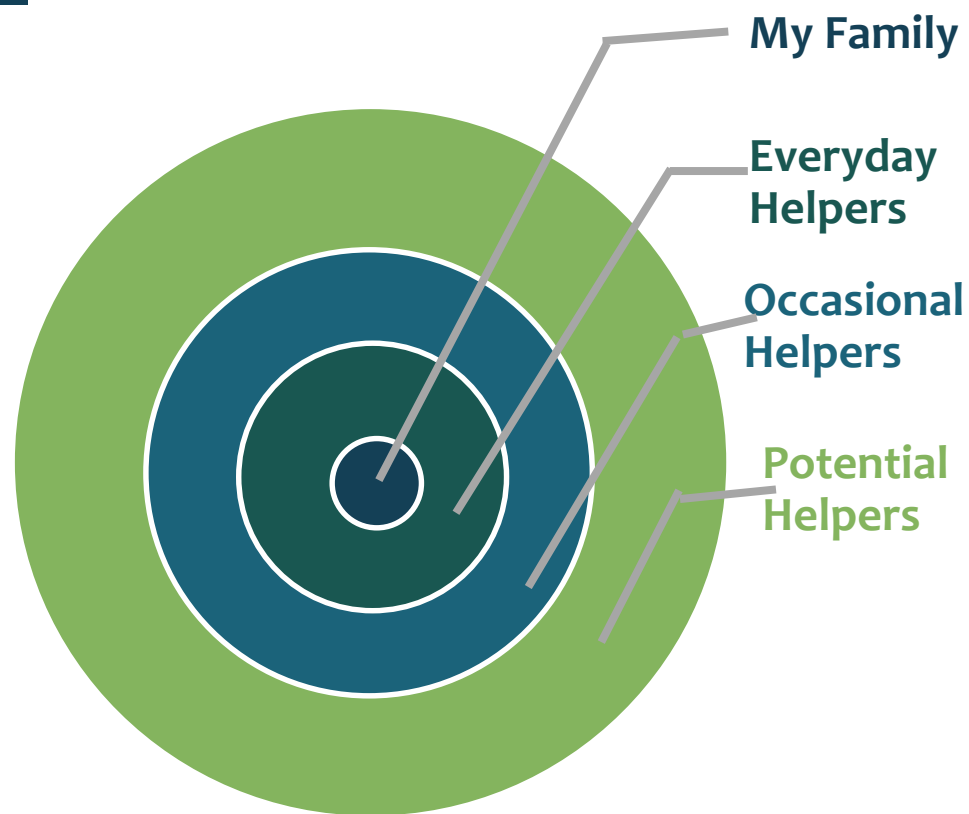 My Family
Everyday
Helpers
Occasional
Helpers
Potential
Helpers